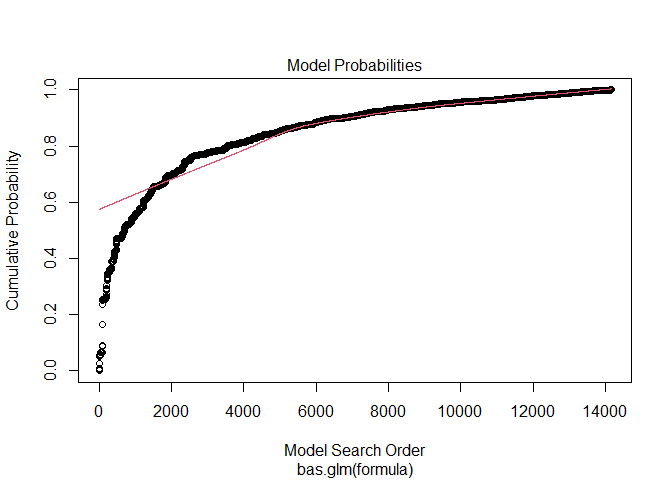 Model Probabilities
Cumulative Probability
1.0
0.8
0.6
0.4
0.2
0.0
0 2000 4000 6000 8000 10000 12000 14000
Model Search Order
bas.glm(formula)